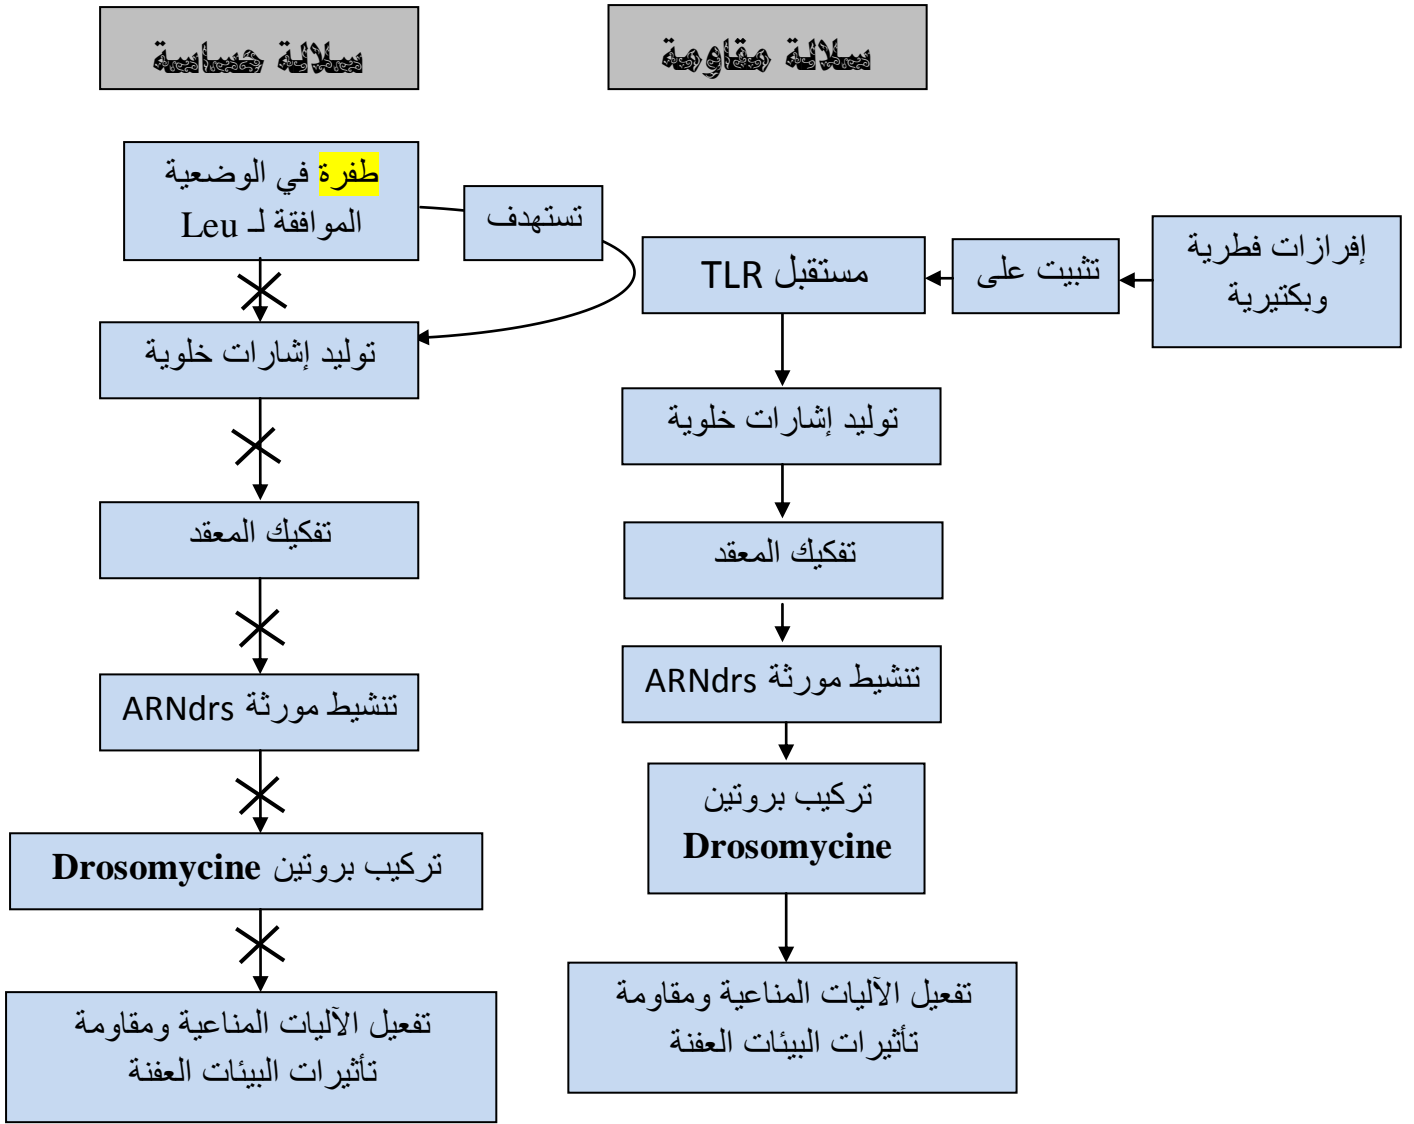 سلالة مقاومة
سلالة حساسة
إفرازات فطرية
وبكتيرية
تثبيت على
مستقبل TLR
توليد إشارات خلوية
تفكيك المعقد
تنشيط مورثة ARNdrs
تركيب بروتين
Drosomycine
تفعيل الآليات المناعية ومقاومة
تأثيرات البيئات العفنة
طفرة في الوضعية
الموافقة لـ Leu
تستهدف
توليد إشارات خلوية
تفكيك المعقد
تنشيط مورثة ARNdrs
تركيب بروتين Drosomycine
تفعيل الآليات المناعية ومقاومة
تأثيرات البيئات العفنة